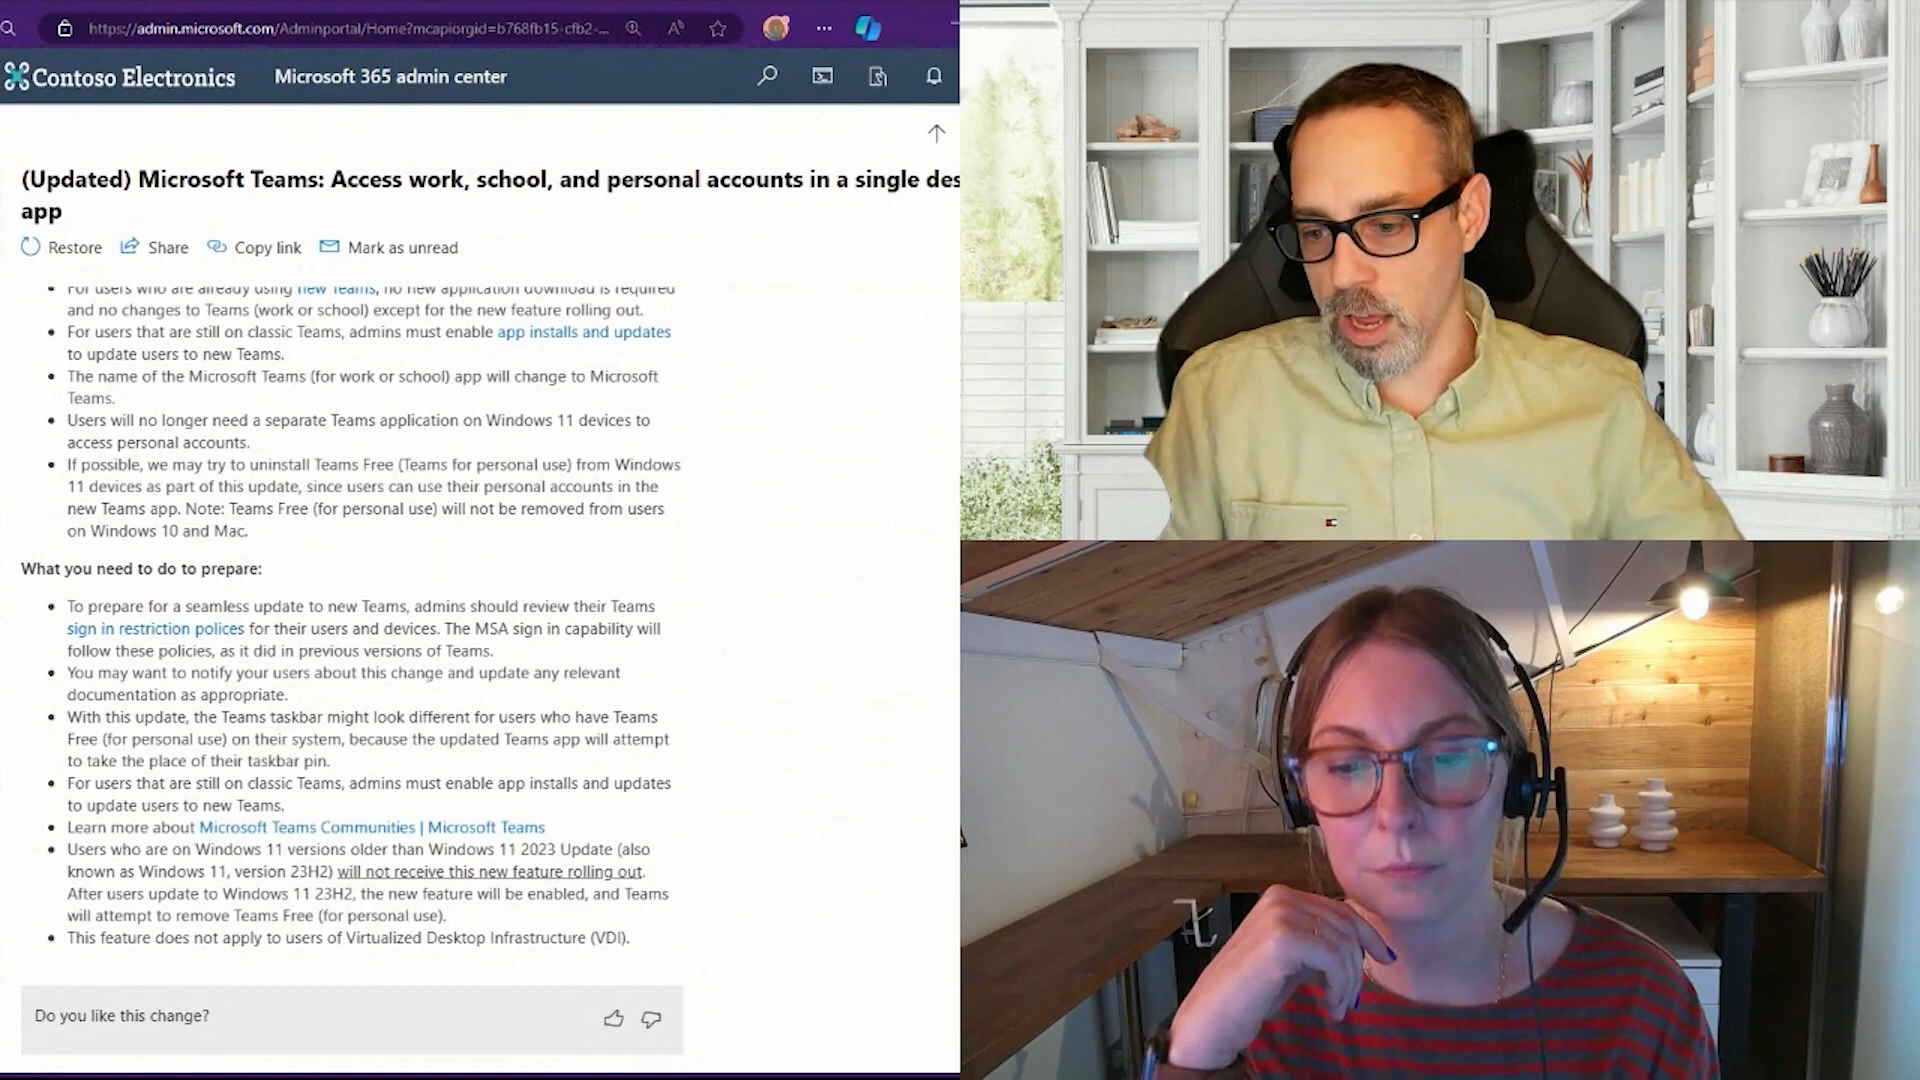 https://admin.microsoft.com/Adminportal/Home?mcapiorgid=b768fb15-cfb2-...
Contoso Electronics Microsoft 365 admin center
(Updated) Microsoft Teams: Access work, school, and personal accounts in a single des
app
Restore Share Copy link Mark as unread
• For users who are already using new Teams, no new application download is required
and no changes to Teams (work or school) except for the new feature rolling out.
• For users that are still on classic Teams, admins must enable app installs and updates
to update users to new Teams.
• The name of the Microsoft Teams (for work or school) app will change to Microsoft
Teams.
• Users will no longer need a separate Teams application on Windows 11 devices to
access personal accounts.
• If possible, we may try to uninstall Teams Free (Teams for personal use) from Windows
11 devices as part of this update, since users can use their personal accounts in the
new Teams app. Note: Teams Free (for personal use) will not be removed from users
on Windows 10 and Mac.
What you need to do to prepare:
• To prepare for a seamless update to new Teams, admins should review their Teams
sign in restriction polices for their users and devices. The MSA sign in capability will
follow these policies, as it did in previous versions of Teams.
• You may want to notify your users about this change and update any relevant
documentation as appropriate.
• With this update, the Teams taskbar might look different for users who have Teams
Free (for personal use) on their system, because the updated Teams app will attempt
to take the place of their taskbar pin.
• For users that are still on classic Teams, admins must enable app installs and updates
to update users to new Teams.
• Learn more about Microsoft Teams Communities | Microsoft Teams
• Users who are on Windows 11 versions older than Windows 11 2023 Update (also
known as Windows 11, version 23H2) will not receive this new feature rolling out.
After users update to Windows 11 23H2, the new feature will be enabled, and Teams
will attempt to remove Teams Free (for personal use).
• This feature does not apply to users of Virtualized Desktop Infrastructure (VDI).
Do you like this change?